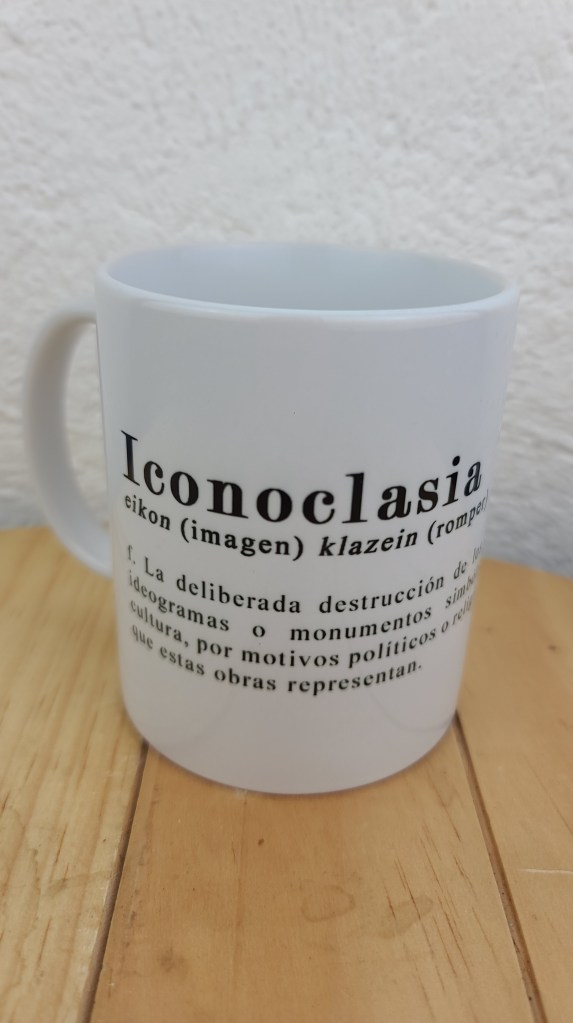 Iconoclasia
eikon (imagen) klazein (romper)
f. La deliberada destrucción de
ideogramas o monumentos
cultura, por motivos políticos o
que estas obras representan.